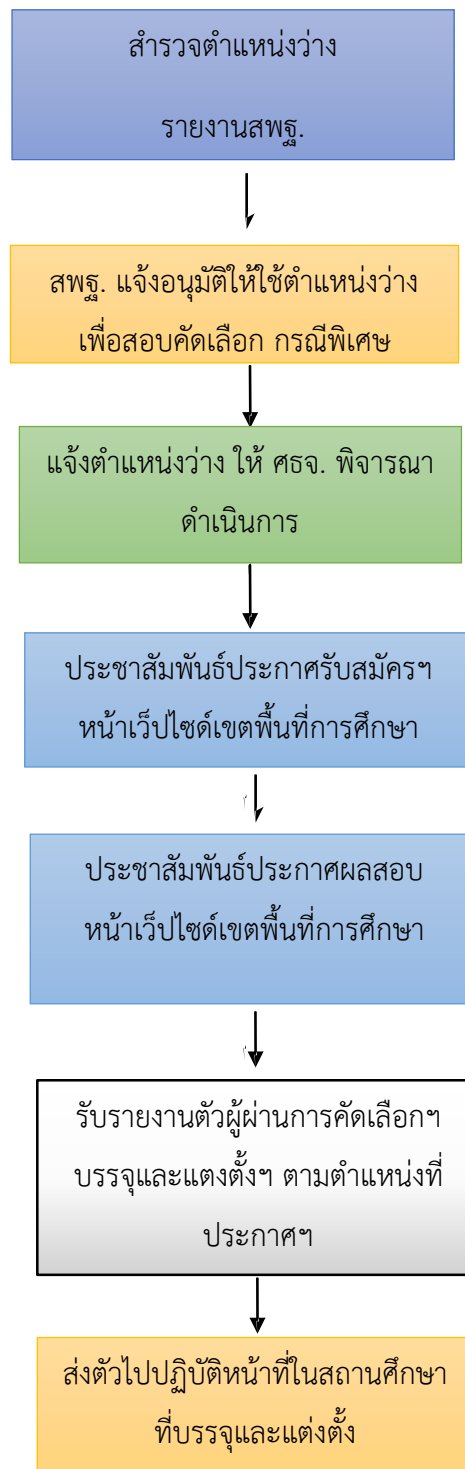 สำรวจตำแหน่งว่าง
รายงานสพฐ.
สพฐ. แจ้งอนุมัติให้ใช้ตำแหน่งว่าง
เพื่อสอบคัดเลือก กรณีพิเศษ
แจ้งตำแหน่งว่าง ให้ ศธจ. พิจารณา
ดำเนินการ
ประชาสัมพันธ์ประกาศรับสมัครฯ
หน้าเว็ปไซด์เขตพื้นที่การศึกษา
ประชาสัมพันธ์ประกาศผลสอบ
หน้าเว็ปไซด์เขตพื้นที่การศึกษา
รับรายงานตัวผู้ผ่านการคัดเลือกฯ
บรรจุและแตงตั้งฯ ตามตำแหน่งที่
ประกาศฯ
ส่งตัวไปปฏิบัติหน้าที่ในสถานศึกษา
ที่บรรจุและแต่งตั้ง